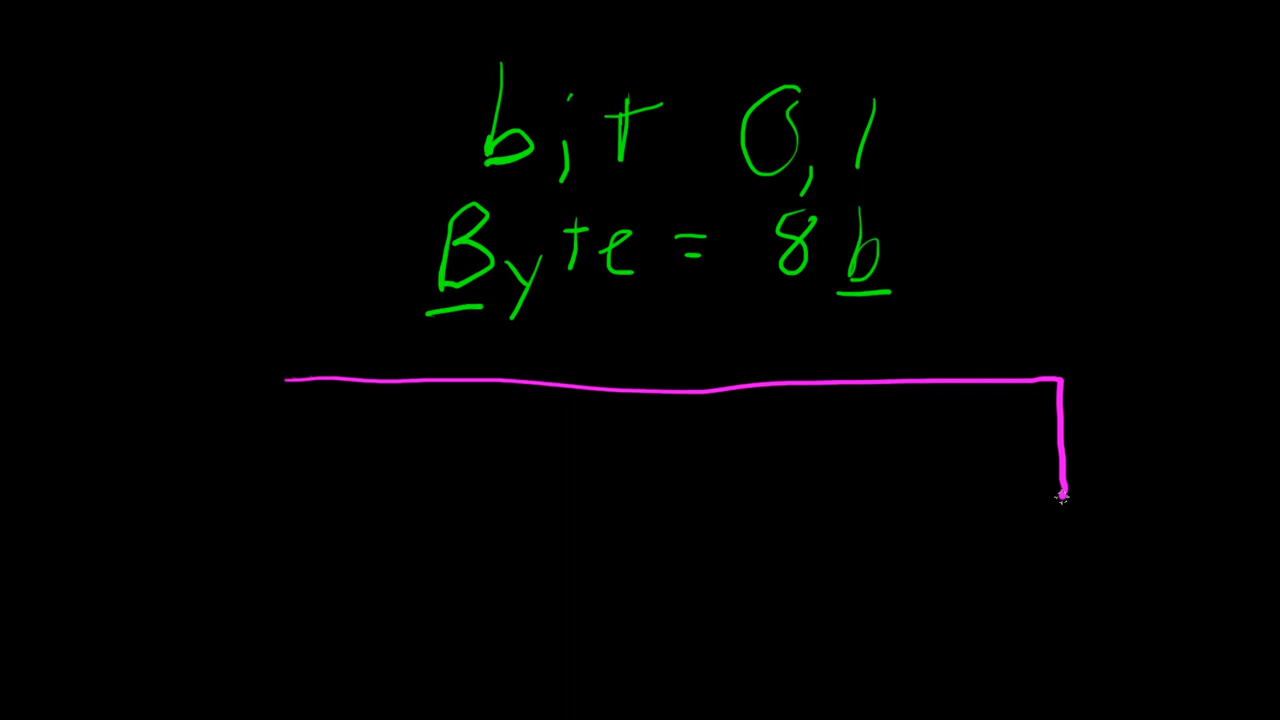 bit 0,1
Byte = 8b